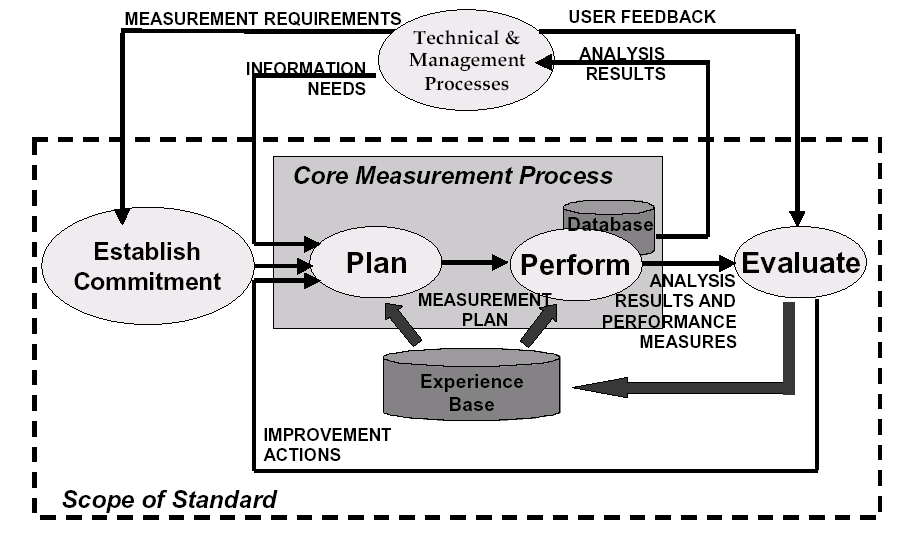 MEASUREMENT REQUIREMENTS
USER FEEDBACK
Technical &
Management
Processes
ANALYSIS
RESULTS
INFORMATION
NEEDS
Core Measurement Process
Database
Establish
Commitment
Plan
Perform
Evaluate
MEASUREMENT
PLAN
ANALYSIS
RESULTS AND
PERFORMANCE
MEASURES
Experience
Base
IMPROVEMENT
ACTIONS
Scope of Standard